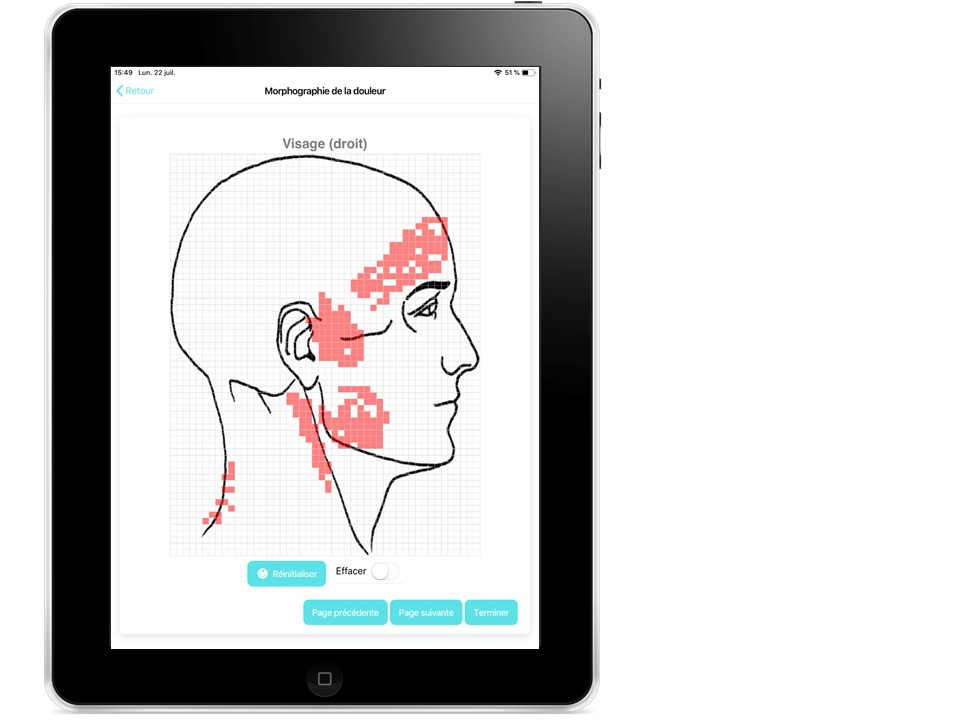 15:49 Lun. 22 juil.
51 %
Retour
Morphographie de la douleur
Visage (droit)
Réinitialiser
Effacer
Page précédente
Page suivante
Terminer